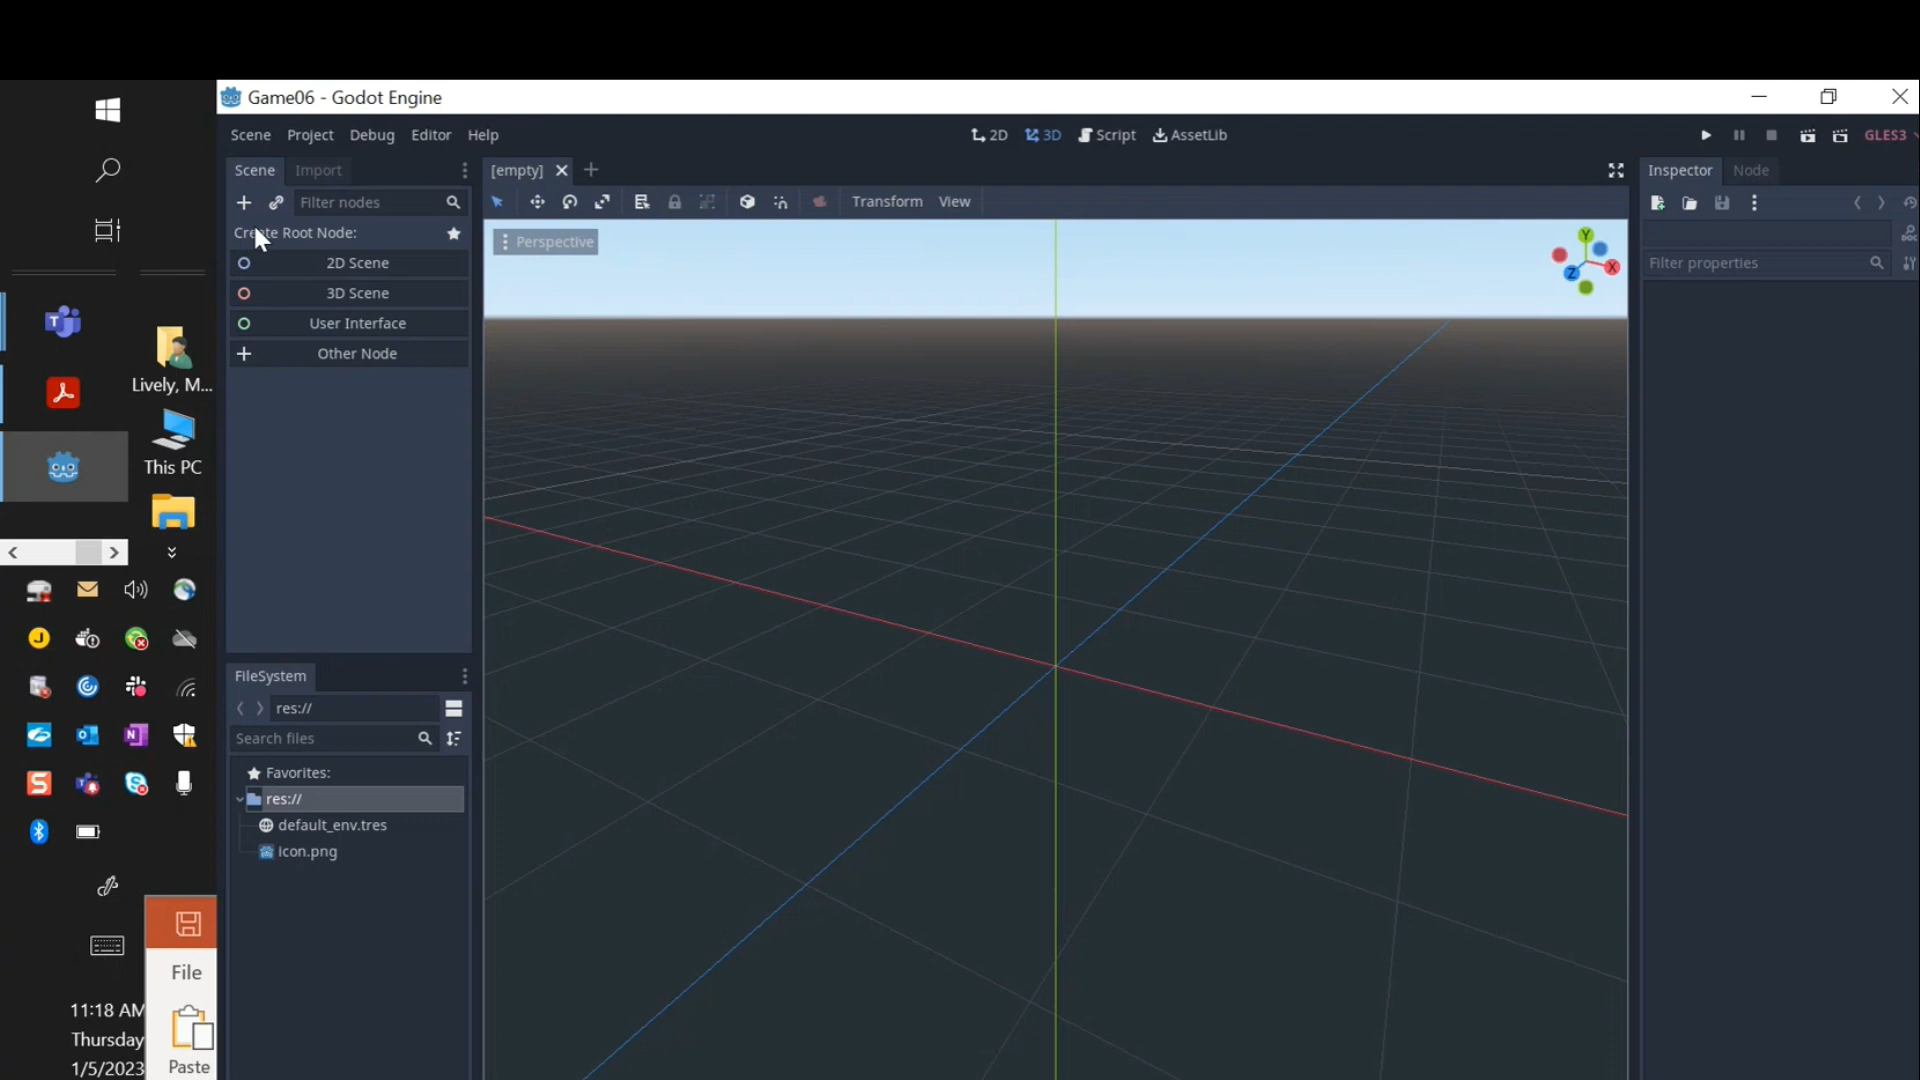 Game06 - Godot Engine
Scene Project Debug Editor Help
2D 3D Script AssetLib
GLES3
Scene Import
[empty]
Inspector Node
Filter nodes
Transform View
Create Root Node:
Perspective
Y
X
Z
2D Scene
3D Scene
User Interface
Other Node
Filter properties
Lively, M...
This PC
FileSystem
res://
Search files
Favorites:
res://
default_env.tres
icon.png
File
Paste
11:18 AM
Thursday
1/5/2023